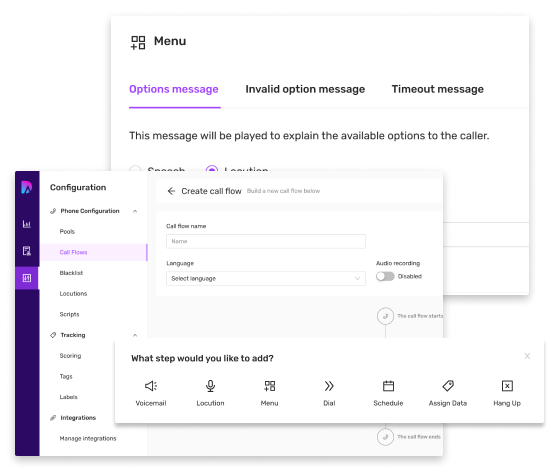 Menu
Options message
Invalid option message
Timeout message
This message will be played to explain the available options to the caller.
Speech
Locution
Configuration
Phone Configuration
Pools
Call Flows
Blacklist
Locutions
Scripts
Tracking
Scoring
Tags
Labels
Integrations
Manage integrations
Create call flow
Build a new call flow below
Call flow name
Name
Language
Select language
Audio recording
Disabled
The call flow starts
What step would you like to add?
X
Voicemail
Locution
Menu
Dial
Schedule
Assign Data
Hang Up
The call flow ends